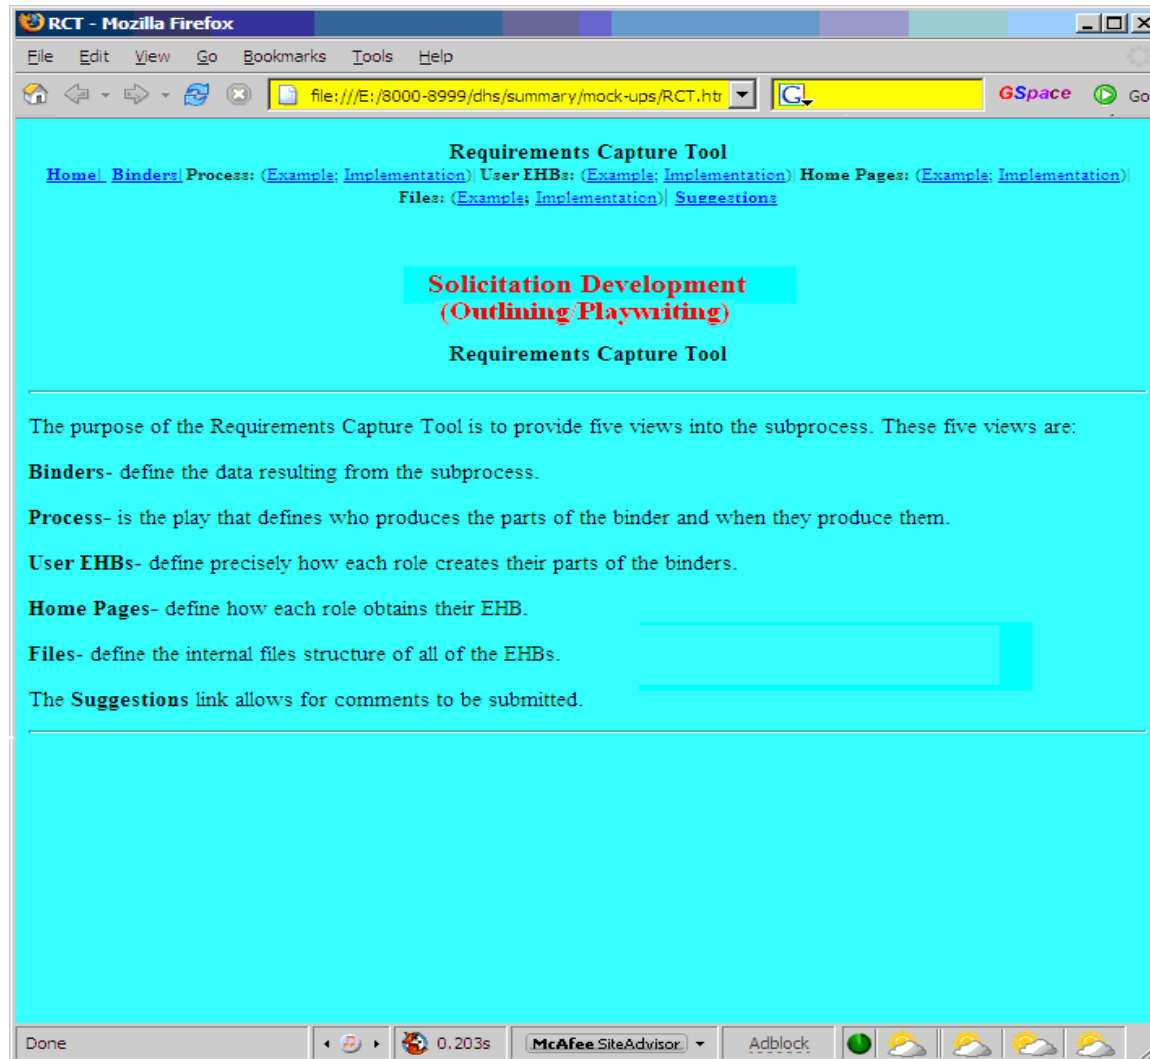 RCT - Mozilla Firefox
File Edit View Go Bookmarks Tools Help
file:///E:/8000-8999/dhs/summary/mock-ups/RCT.htr G GSpace Go
Requirements Capture Tool
Home| Binders| Process: (Example; Implementation)| User EHBs: (Example; Implementation)| Home Pages: (Example; Implementation)|
Files: (Example; Implementation)| Suggestions
Solicitation Development
(Outlining/Playwriting)
Requirements Capture Tool
The purpose of the Requirements Capture Tool is to provide five views into the subprocess. These five views are:
Binders- define the data resulting from the subprocess.
Process- is the play that defines who produces the parts of the binder and when they produce them.
User EHBs- define precisely how each role creates their parts of the binders.
Home Pages- define how each role obtains their EHB.
Files- define the internal files structure of all of the EHBs.
The Suggestions link allows for comments to be submitted.
Done 0.203s McAfee SiteAdvisor Adblock